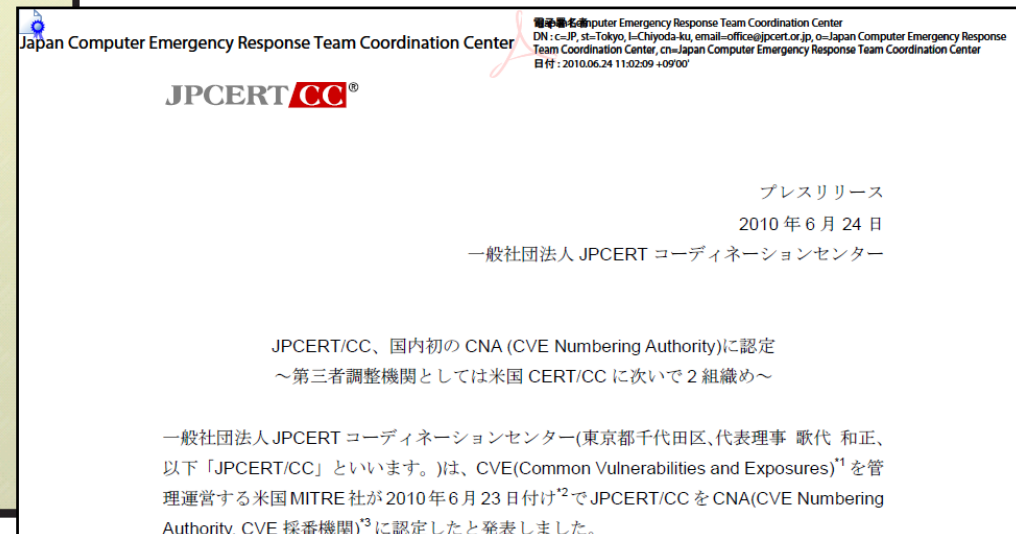 Japan Computer Emergency Response Team Coordination Center
mputer Emergency Response Team Coordination Center
DN : c=JP, st=Tokyo, l=Chiyoda-ku, email=office@jpcert.or.jp, o=Japan Computer Emergency Response
Team Coordination Center, cn=Japan Computer Emergency Response Team Coordination Center
日付 : 2010.06.24 11:02:09 +09'00'
JPCERT CC®
プレスリリース
2010 年 6 月 24 日
一般社団法人 JPCERT コーディネーションセンター
JPCERT/CC、国内初の CNA (CVE Numbering Authority)に認定
～第三者調整機関としては米国 CERT/CC に次いで 2 組織め～
一般社団法人 JPCERT コーディネーションセンター(東京都千代田区、代表理事 歌代 和正、
以下「JPCERT/CC」といいます。)は、CVE(Common Vulnerabilities and Exposures)*1 を管
理運営する米国 MITRE 社が 2010 年 6 月 23 日付け*2 で JPCERT/CC を CNA(CVE Numbering
Authority, CVE 採番機関)*3 に認定したと発表しました。